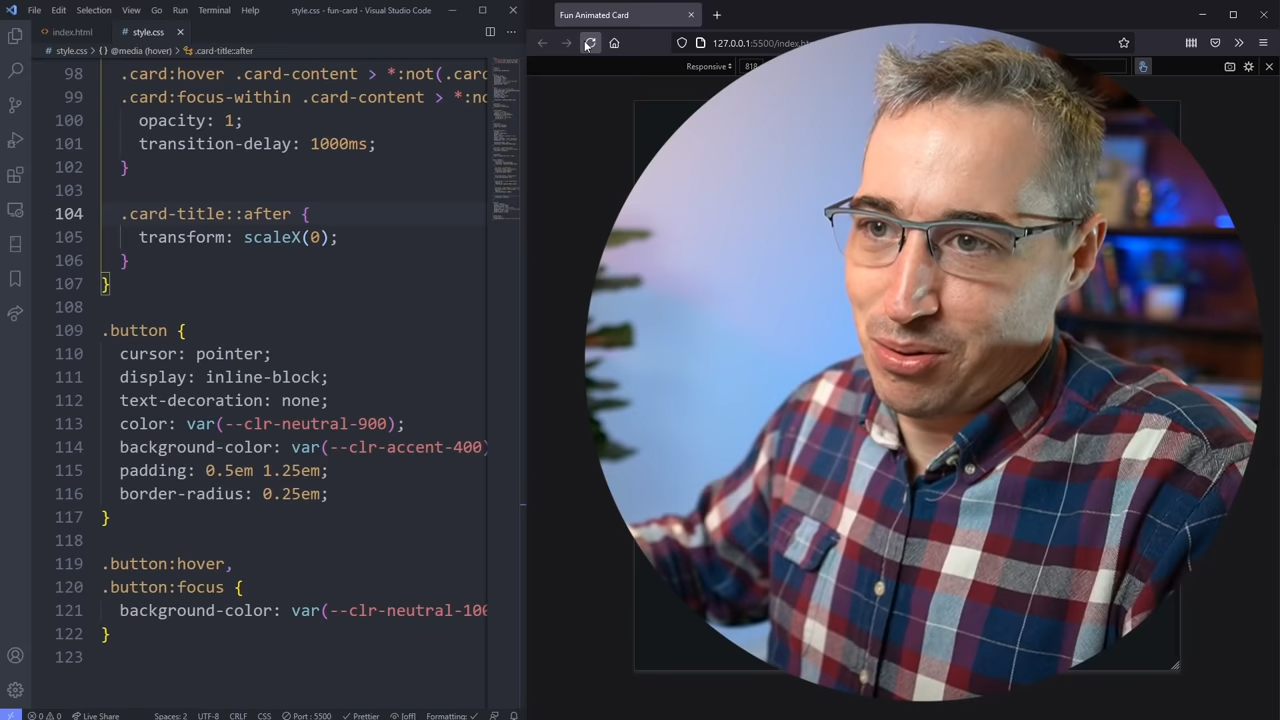 File Edit Selection View Go Run Terminal Help style.css - fun-card - Visual Studio Code
index.html style.css
style.css > {} @media (hover) > .card-title::after
98 .card:hover .card-content > *:not(.card
99 .card:focus-within .card-content > *:no
100 opacity: 1;
101 transition-delay: 1000ms;
102 }
103
104 .card-title::after {
105 transform: scaleX(0);
106 }
107 }
108
109 .button {
110 cursor: pointer;
111 display: inline-block;
112 text-decoration: none;
113 color: var(--clr-neutral-900);
114 background-color: var(--clr-accent-400)
115 padding: 0.5em 1.25em;
116 border-radius: 0.25em;
117 }
118
119 .button:hover,
120 .button:focus {
121 background-color: var(--clr-neutral-100
122 }
123
0 0 Live Share Spaces: 2 UTF-8 CRLF CSS Port : 5500 Prettier [off] Formatting:
Fun Animated Card
127.0.0.1:5500/index.ht
Responsive 818